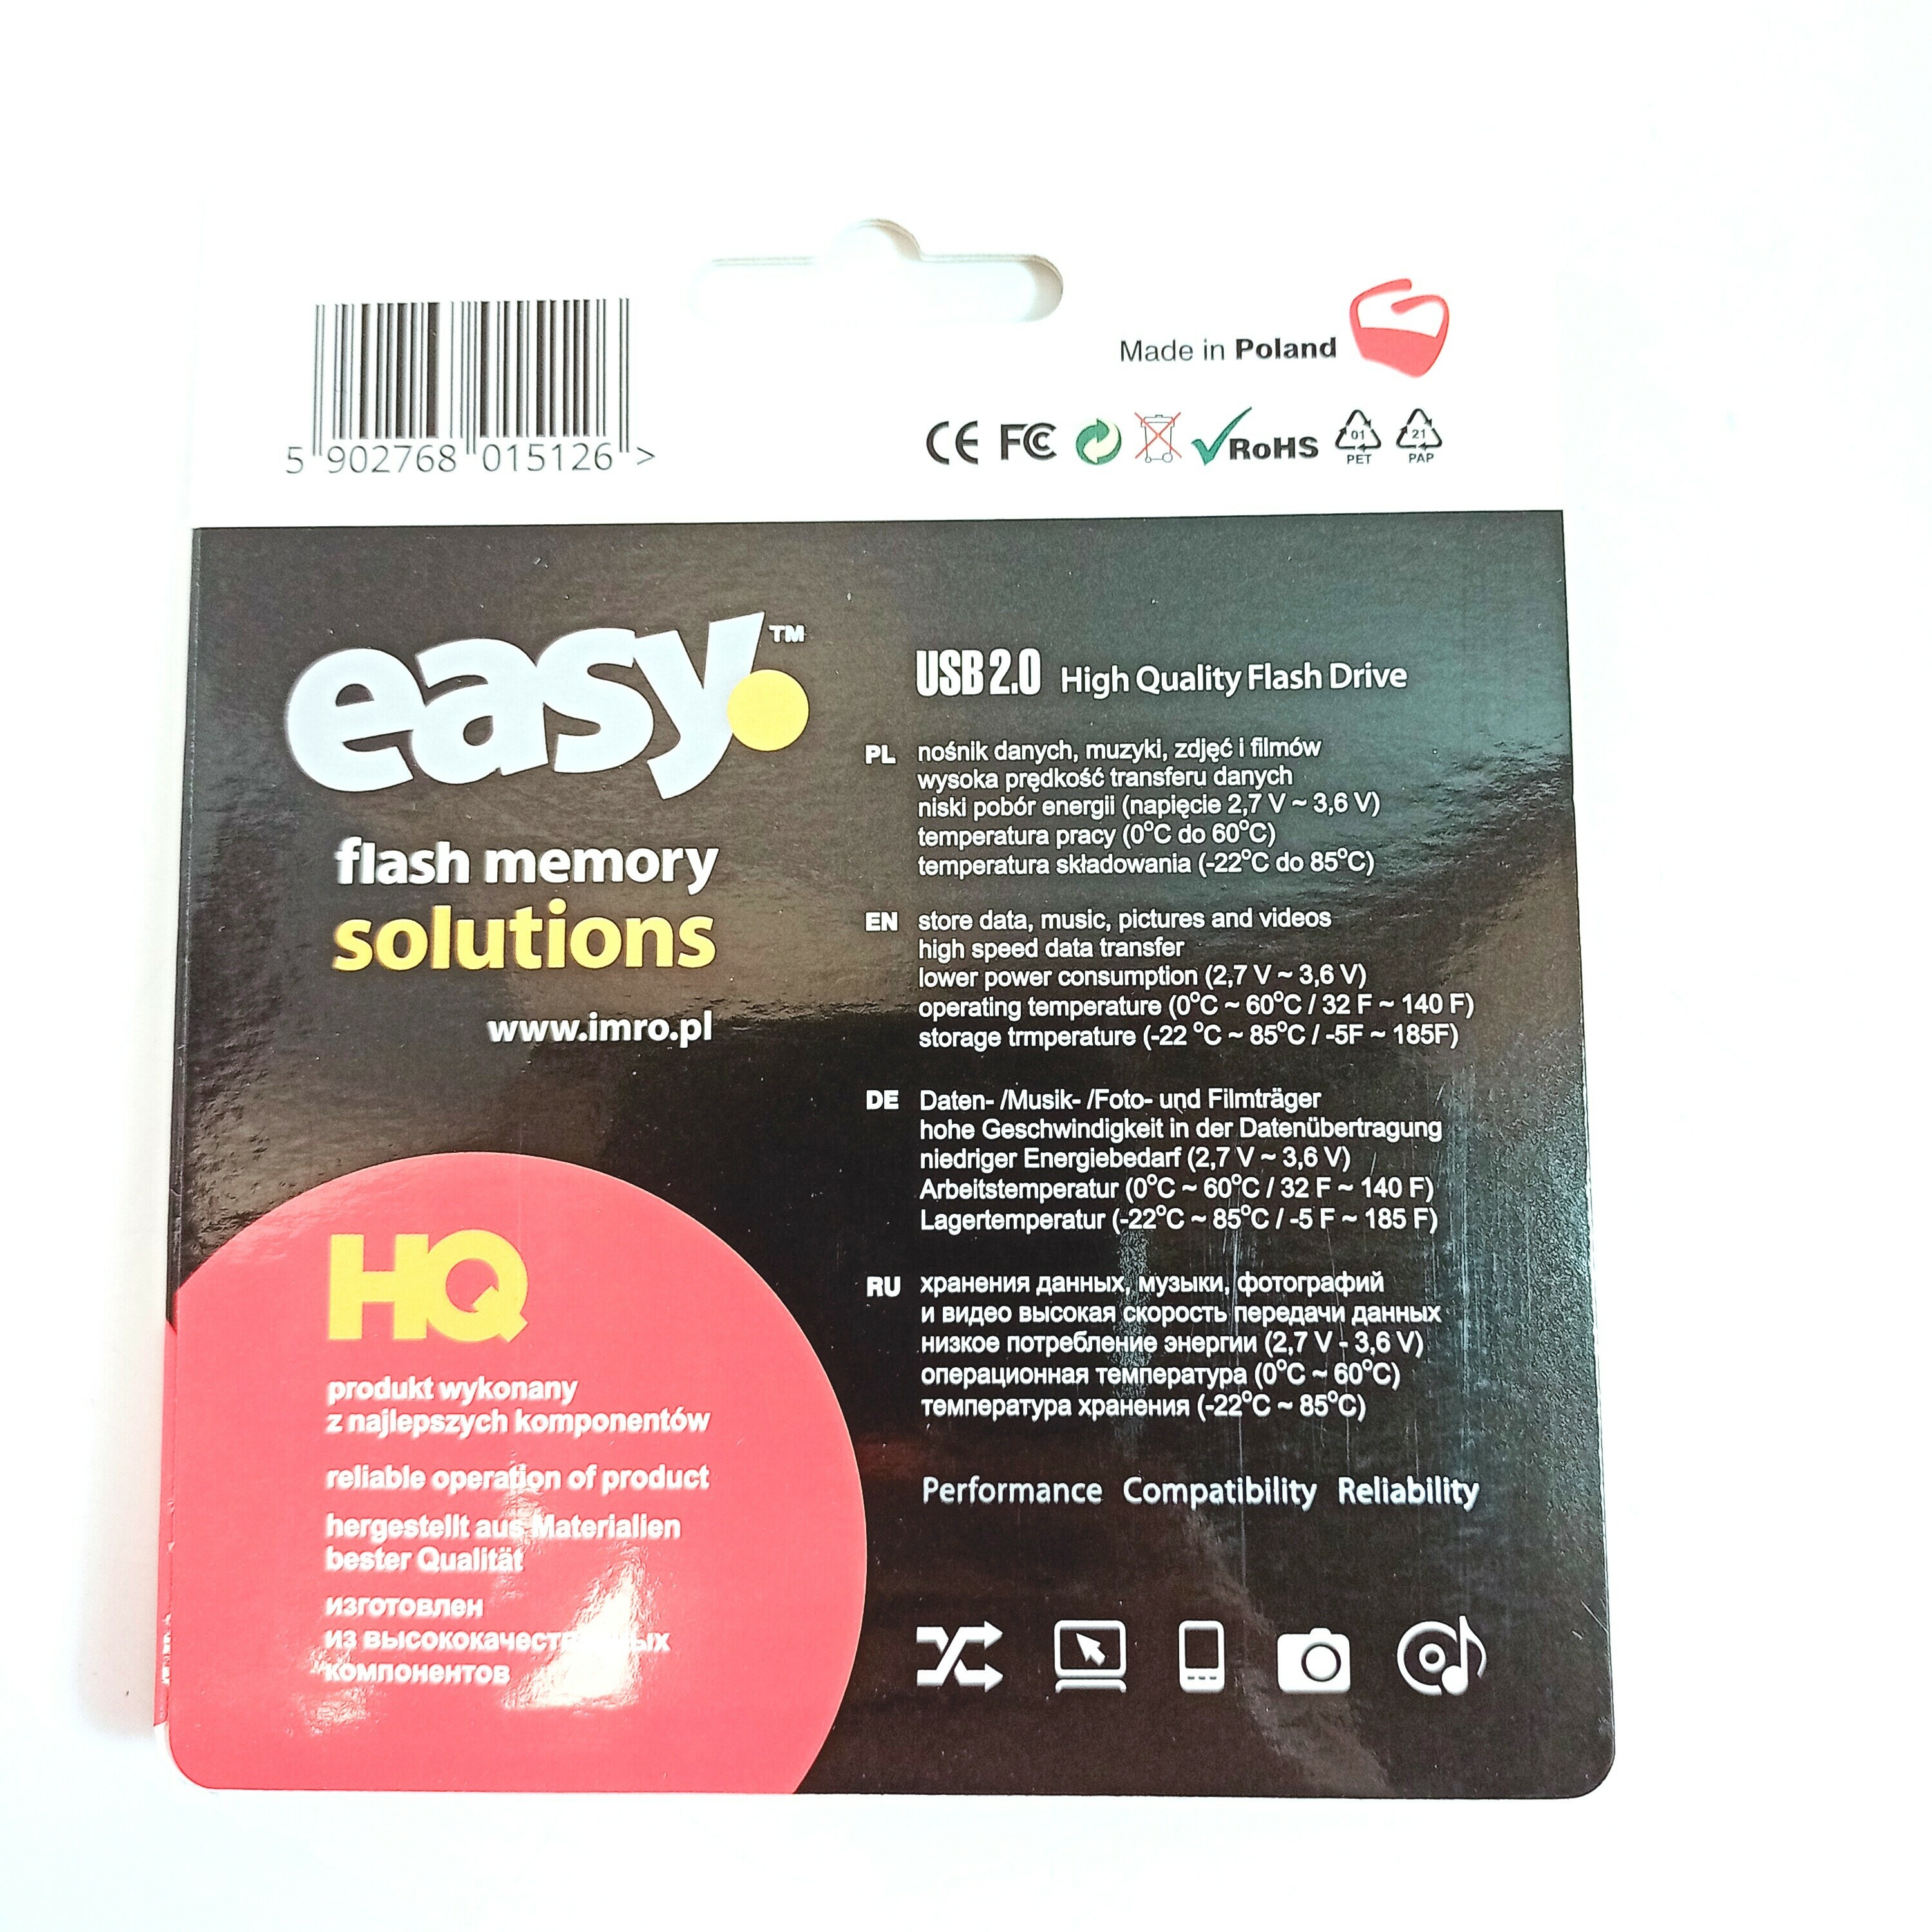 5 902768 015126 >
Made in Poland
CE FC RoHS 01 PET 21 PAP
easy.™
flash memory
solutions
www.imro.pl
HQ
produkt wykonany
z najlepszych komponentów
reliable operation of product
hergestellt aus Materialien
bester Qualität
изготовлен
из
компонентов
USB 2.0 High Quality Flash Drive
PL nośnik danych, muzyki, zdjęć i filmów
wysoka prędkość transferu danych
niski pobór energii (napięcie 2,7 V ~ 3,6 V)
temperatura pracy (0°C do 60°C)
temperatura składowania (-22°C do 85°C)
EN store data, music, pictures and videos
high speed data transfer
lower power consumption (2,7 V ~ 3,6 V)
operating temperature (0°C ~ 60°C / 32 F ~ 140 F)
storage trmperature (-22 °C ~ 85°C / -5F ~ 185F)
DE Daten- /Musik- /Foto- und Filmträger
hohe Geschwindigkeit in der Datenübertragung
niedriger Energiebedarf (2,7 V ~ 3,6 V)
Arbeitstemperatur (0°C ~ 60°C / 32 F ~ 140 F)
Lagertemperatur (-22°C ~ 85°C / -5 F ~ 185 F)
RU хранения данных, музыки, фотографий
и видео высокая скорость передачи данных
низкое потребление энергии (2,7 V - 3,6 V)
операционная температура (0°C ~ 60°C)
температура хранения (-22°C ~ 85°C)
Performance Compatibility Reliability